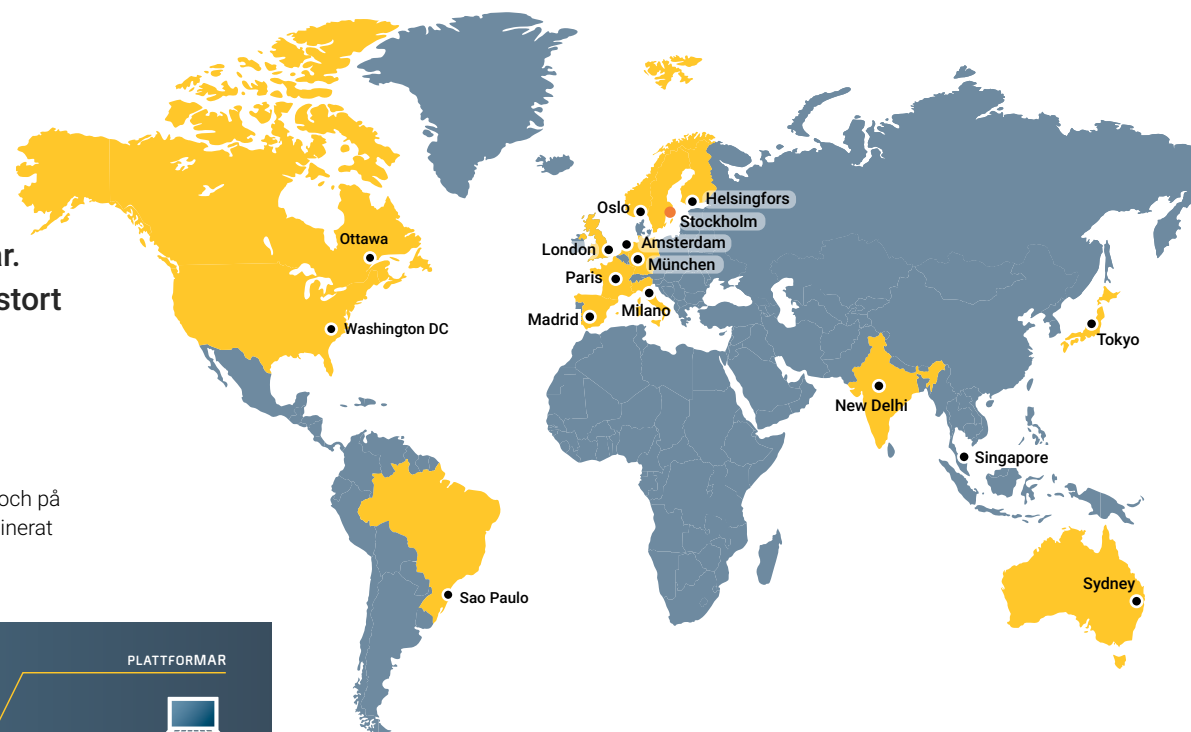 ar.
stort
och på
inerat
Ottawa
Washington DC
Sao Paulo
Oslo
Helsingfors
Stockholm
London
Amsterdam
München
Paris
Milano
Madrid
Tokyo
New Delhi
Singapore
Sydney
PLATTFORMAR